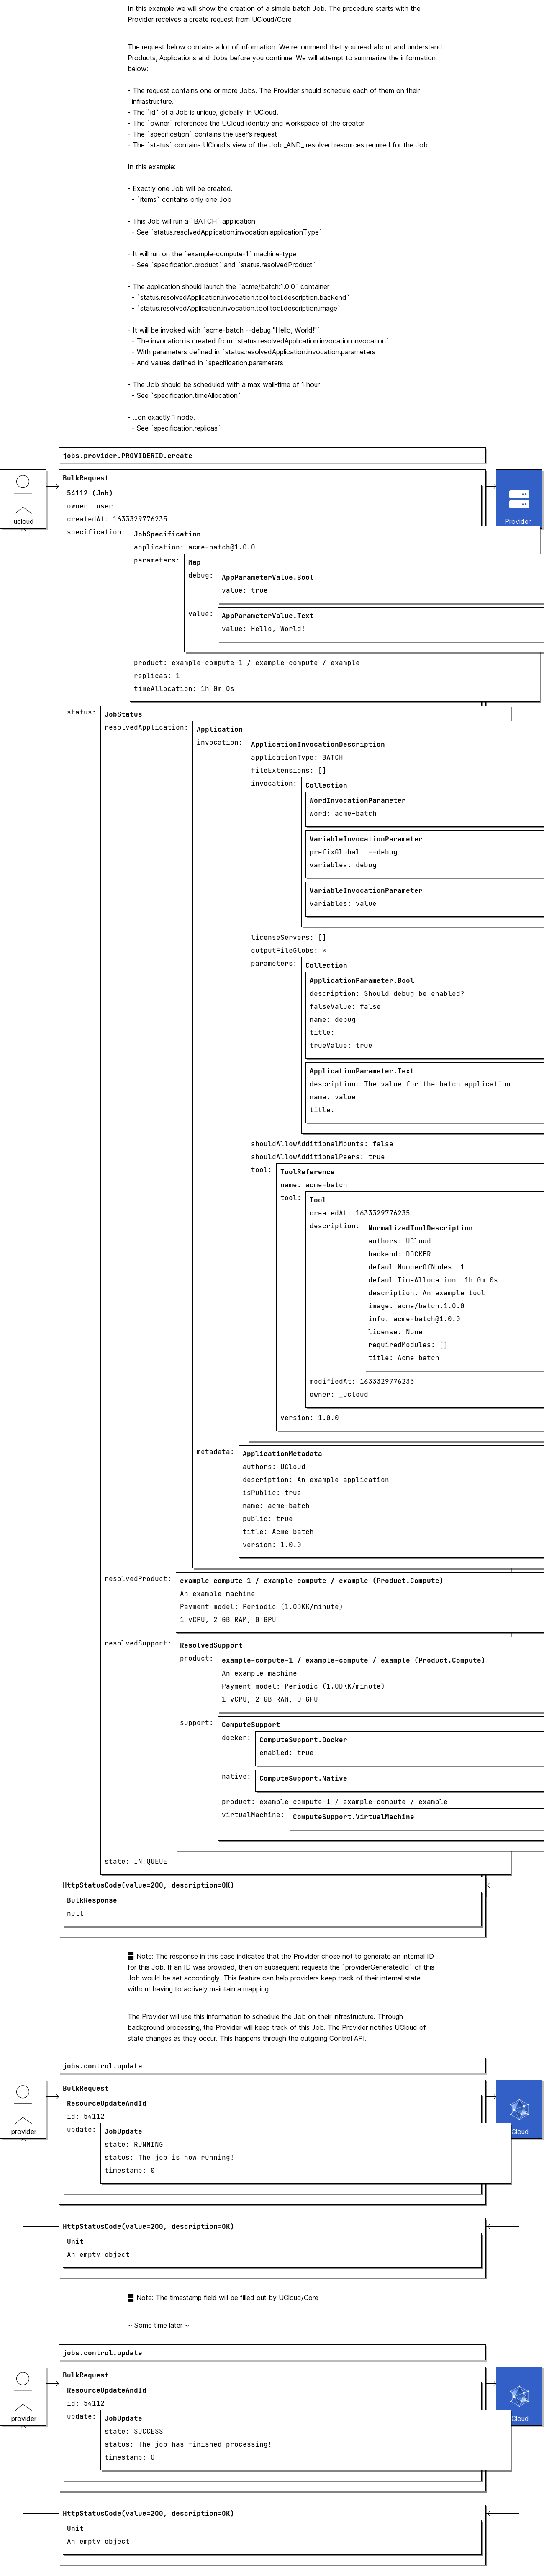 In this example we will show the creation of a simple batch Job. The procedure starts with the
Provider receives a create request from UCloud/Core
The request below contains a lot of information. We recommend that you read about and understand
Products, Applications and Jobs before you continue. We will attempt to summarize the information
below:
- The request contains one or more Jobs. The Provider should schedule each of them on their
infrastructure.
- The `id` of a Job is unique, globally, in UCloud.
- The `owner` references the UCloud identity and workspace of the creator
- The `specification` contains the user's request
- The `status` contains UCloud's view of the Job _AND_ resolved resources required for the Job
In this example:
- Exactly one Job will be created.
- `items` contains only one Job
- This Job will run a `BATCH` application
- See `status.resolvedApplication.invocation.applicationType`
- It will run on the `example-compute-1` machine-type
- See `specification.product` and `status.resolvedProduct`
- The application should launch the `acme/batch:1.0.0` container
- `status.resolvedApplication.invocation.tool.tool.description.backend`
- `status.resolvedApplication.invocation.tool.tool.description.image`
- It will be invoked with `acme-batch --debug "Hello, World!"`.
- The invocation is created from `status.resolvedApplication.invocation.invocation`
- With parameters defined in `status.resolvedApplication.invocation.parameters`
- And values defined in `specification.parameters`
- The Job should be scheduled with a max wall-time of 1 hour
- See `specification.timeAllocation`
- ...on exactly 1 node.
- See `specification.replicas`
jobs.provider.PROVIDERID.create
ucloud
Provider
BulkRequest
54112 (Job)
owner: user
createdAt: 1633329776235
specification:
JobSpecification
application: acme-batch@1.0.0
parameters:
Map
debug:
AppParameterValue.Bool
value: true
value:
AppParameterValue.Text
value: Hello, World!
product: example-compute-1 / example-compute / example
replicas: 1
timeAllocation: 1h 0m 0s
status:
JobStatus
resolvedApplication:
Application
invocation:
ApplicationInvocationDescription
applicationType: BATCH
fileExtensions: []
invocation:
Collection
WordInvocationParameter
word: acme-batch
VariableInvocationParameter
prefixGlobal: --debug
variables: debug
VariableInvocationParameter
variables: value
licenseServers: []
outputFileGlobs: *
parameters:
Collection
ApplicationParameter.Bool
description: Should debug be enabled?
falseValue: false
name: debug
title:
trueValue: true
ApplicationParameter.Text
description: The value for the batch application
name: value
title:
shouldAllowAdditionalMounts: false
shouldAllowAdditionalPeers: true
tool:
ToolReference
name: acme-batch
tool:
Tool
createdAt: 1633329776235
description:
NormalizedToolDescription
authors: UCloud
backend: DOCKER
defaultNumberOfNodes: 1
defaultTimeAllocation: 1h 0m 0s
description: An example tool
image: acme/batch:1.0.0
info: acme-batch@1.0.0
license: None
requiredModules: []
title: Acme batch
modifiedAt: 1633329776235
owner: _ucloud
version: 1.0.0
metadata:
ApplicationMetadata
authors: UCloud
description: An example application
isPublic: true
name: acme-batch
public: true
title: Acme batch
version: 1.0.0
resolvedProduct:
example-compute-1 / example-compute / example (Product.Compute)
An example machine
Payment model: Periodic (1.0DKK/minute)
1 vCPU, 2 GB RAM, 0 GPU
resolvedSupport:
ResolvedSupport
product:
example-compute-1 / example-compute / example (Product.Compute)
An example machine
Payment model: Periodic (1.0DKK/minute)
1 vCPU, 2 GB RAM, 0 GPU
support:
ComputeSupport
docker:
ComputeSupport.Docker
enabled: true
native:
ComputeSupport.Native
product: example-compute-1 / example-compute / example
virtualMachine:
ComputeSupport.VirtualMachine
state: IN_QUEUE
HttpStatusCode(value=200, description=OK)
BulkResponse
null
Note: The response in this case indicates that the Provider chose not to generate an internal ID
for this Job. If an ID was provided, then on subsequent requests the `providerGeneratedId` of this
Job would be set accordingly. This feature can help providers keep track of their internal state
without having to actively maintain a mapping.
The Provider will use this information to schedule the Job on their infrastructure. Through
background processing, the Provider will keep track of this Job. The Provider notifies UCloud of
state changes as they occur. This happens through the outgoing Control API.
jobs.control.update
provider
Cloud
BulkRequest
ResourceUpdateAndId
id: 54112
update:
JobUpdate
state: RUNNING
status: The job is now running!
timestamp: 0
HttpStatusCode(value=200, description=OK)
Unit
An empty object
Note: The timestamp field will be filled out by UCloud/Core
~ Some time later ~
jobs.control.update
provider
Cloud
BulkRequest
ResourceUpdateAndId
id: 54112
update:
JobUpdate
state: SUCCESS
status: The job has finished processing!
timestamp: 0
HttpStatusCode(value=200, description=OK)
Unit
An empty object